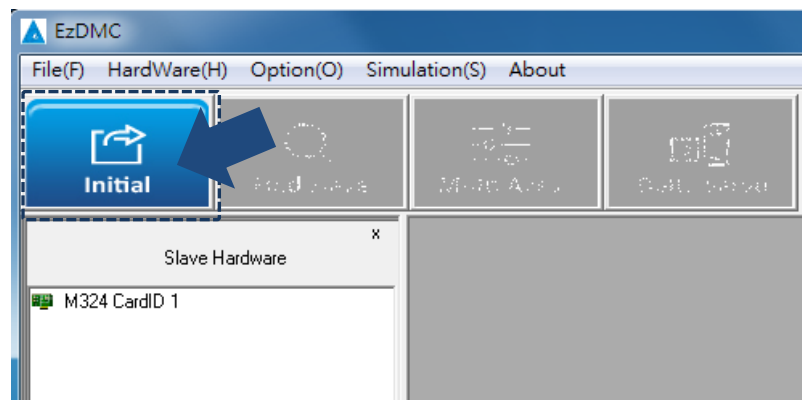 EzDMC
File(F) HardWare(H) Option(O) Simulation(S) About
Initial
x
Slave Hardware
M324 CardID 1